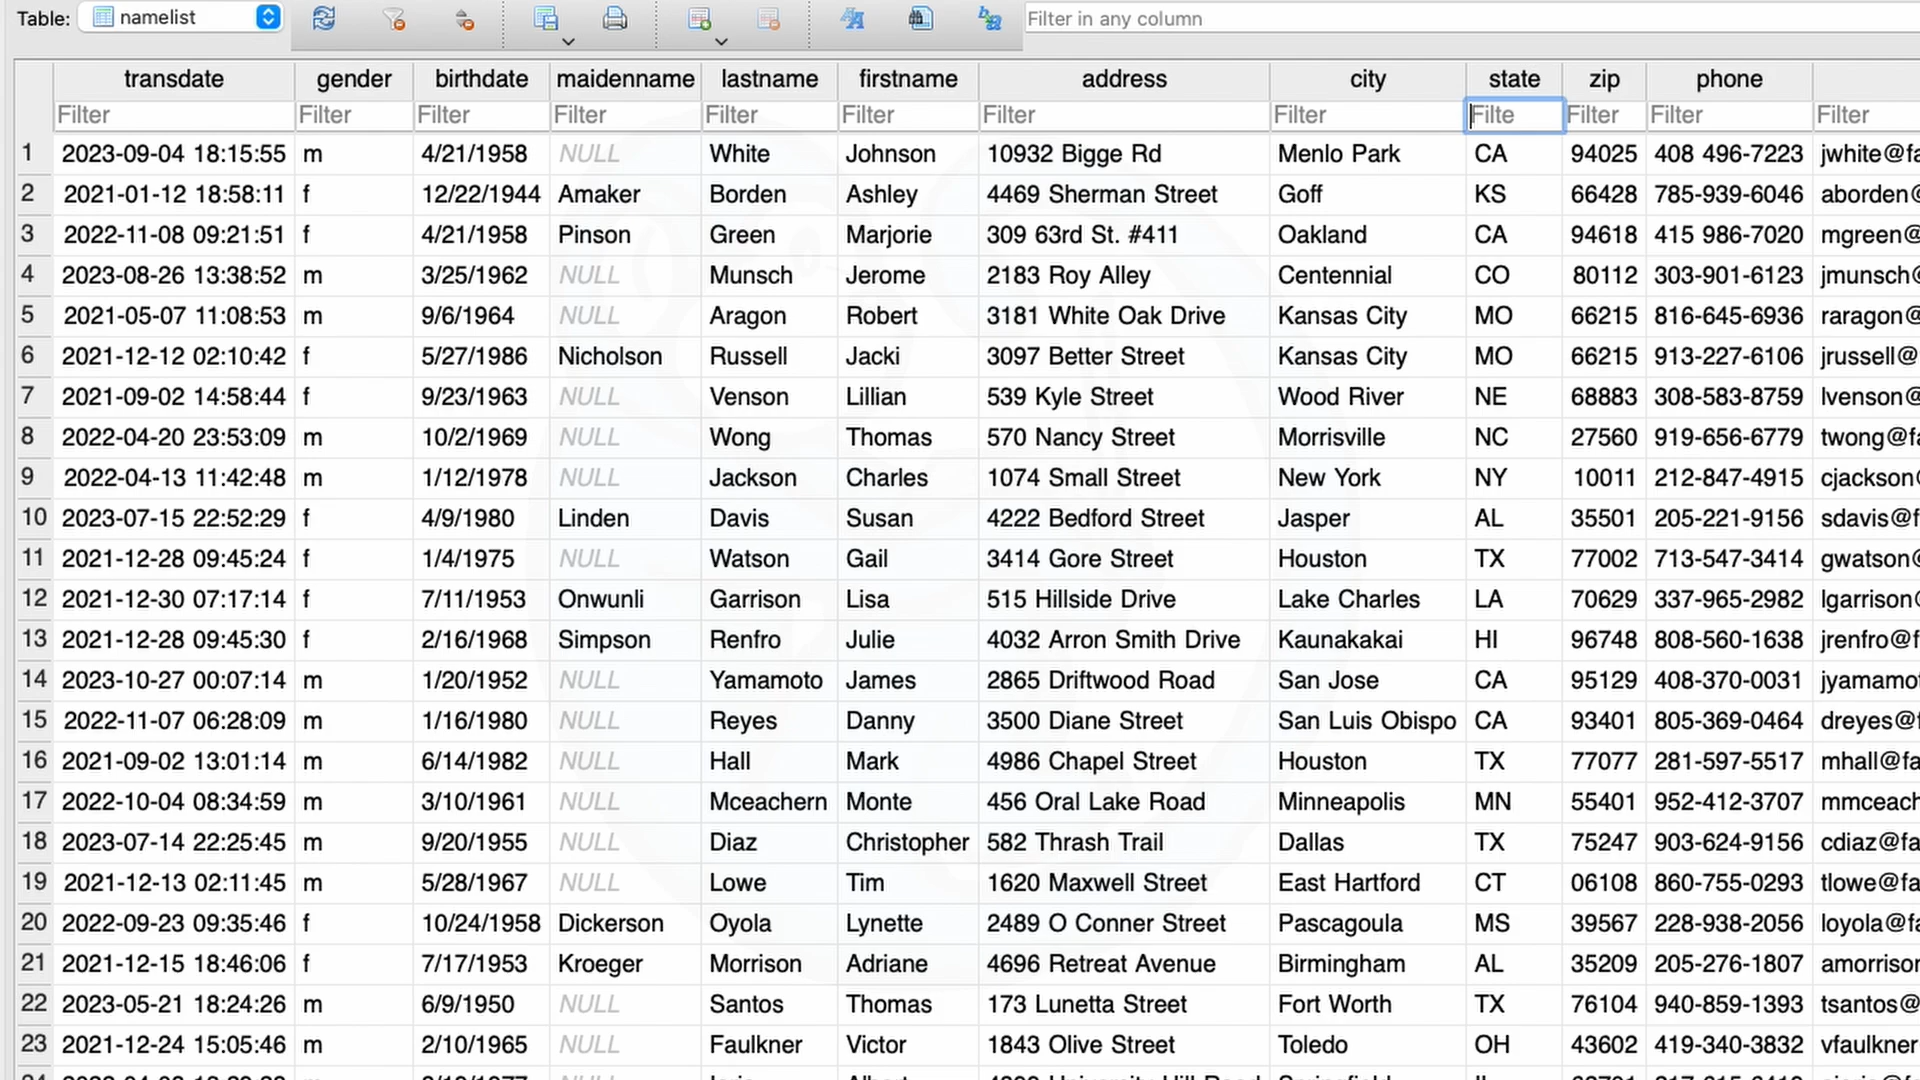 Table: namelist Filter in any column
transdate gender birthdate maidenname lastname firstname address city state zip phone
Filter Filter Filter Filter Filter Filter Filter Filter Filte Filter Filter Filter
1 2023-09-04 18:15:55 m 4/21/1958 NULL White Johnson 10932 Bigge Rd Menlo Park CA 94025 408 496-7223 jwhite@fa
2 2021-01-12 18:58:11 f 12/22/1944 Amaker Borden Ashley 4469 Sherman Street Goff KS 66428 785-939-6046 aborden@
3 2022-11-08 09:21:51 f 4/21/1958 Pinson Green Marjorie 309 63rd St. #411 Oakland CA 94618 415 986-7020 mgreen@
4 2023-08-26 13:38:52 m 3/25/1962 NULL Munsch Jerome 2183 Roy Alley Centennial CO 80112 303-901-6123 jmunsch@
5 2021-05-07 11:08:53 m 9/6/1964 NULL Aragon Robert 3181 White Oak Drive Kansas City MO 66215 816-645-6936 raragon@
6 2021-12-12 02:10:42 f 5/27/1986 Nicholson Russell Jacki 3097 Better Street Kansas City MO 66215 913-227-6106 jrussell@
7 2021-09-02 14:58:44 f 9/23/1963 NULL Venson Lillian 539 Kyle Street Wood River NE 68883 308-583-8759 lvenson@
8 2022-04-20 23:53:09 m 10/2/1969 NULL Wong Thomas 570 Nancy Street Morrisville NC 27560 919-656-6779 twong@fa
9 2022-04-13 11:42:48 m 1/12/1978 NULL Jackson Charles 1074 Small Street New York NY 10011 212-847-4915 cjackson@
10 2023-07-15 22:52:29 f 4/9/1980 Linden Davis Susan 4222 Bedford Street Jasper AL 35501 205-221-9156 sdavis@f
11 2021-12-28 09:45:24 f 1/4/1975 NULL Watson Gail 3414 Gore Street Houston TX 77002 713-547-3414 gwatson@
12 2021-12-30 07:17:14 f 7/11/1953 Onwunli Garrison Lisa 515 Hillside Drive Lake Charles LA 70629 337-965-2982 lgarrison@
13 2021-12-28 09:45:30 f 2/16/1968 Simpson Renfro Julie 4032 Arron Smith Drive Kaunakakai HI 96748 808-560-1638 jrenfro@f
14 2023-10-27 00:07:14 m 1/20/1952 NULL Yamamoto James 2865 Driftwood Road San Jose CA 95129 408-370-0031 jyamamot
15 2022-11-07 06:28:09 m 1/16/1980 NULL Reyes Danny 3500 Diane Street San Luis Obispo CA 93401 805-369-0464 dreyes@f
16 2021-09-02 13:01:14 m 6/14/1982 NULL Hall Mark 4986 Chapel Street Houston TX 77077 281-597-5517 mhall@fa
17 2022-10-04 08:34:59 m 3/10/1961 NULL Mceachern Monte 456 Oral Lake Road Minneapolis MN 55401 952-412-3707 mmceach
18 2023-07-14 22:25:45 m 9/20/1955 NULL Diaz Christopher 582 Thrash Trail Dallas TX 75247 903-624-9156 cdiaz@fa
19 2021-12-13 02:11:45 m 5/28/1967 NULL Lowe Tim 1620 Maxwell Street East Hartford CT 06108 860-755-0293 tlowe@fa
20 2022-09-23 09:35:46 f 10/24/1958 Dickerson Oyola Lynette 2489 O Conner Street Pascagoula MS 39567 228-938-2056 loyola@fa
21 2021-12-15 18:46:06 f 7/17/1953 Kroeger Morrison Adriane 4696 Retreat Avenue Birmingham AL 35209 205-276-1807 amorrison
22 2023-05-21 18:24:26 m 6/9/1950 NULL Santos Thomas 173 Lunetta Street Fort Worth TX 76104 940-859-1393 tsantos@
23 2021-12-24 15:05:46 m 2/10/1965 NULL Faulkner Victor 1843 Olive Street Toledo OH 43602 419-340-3832 vfaulkner